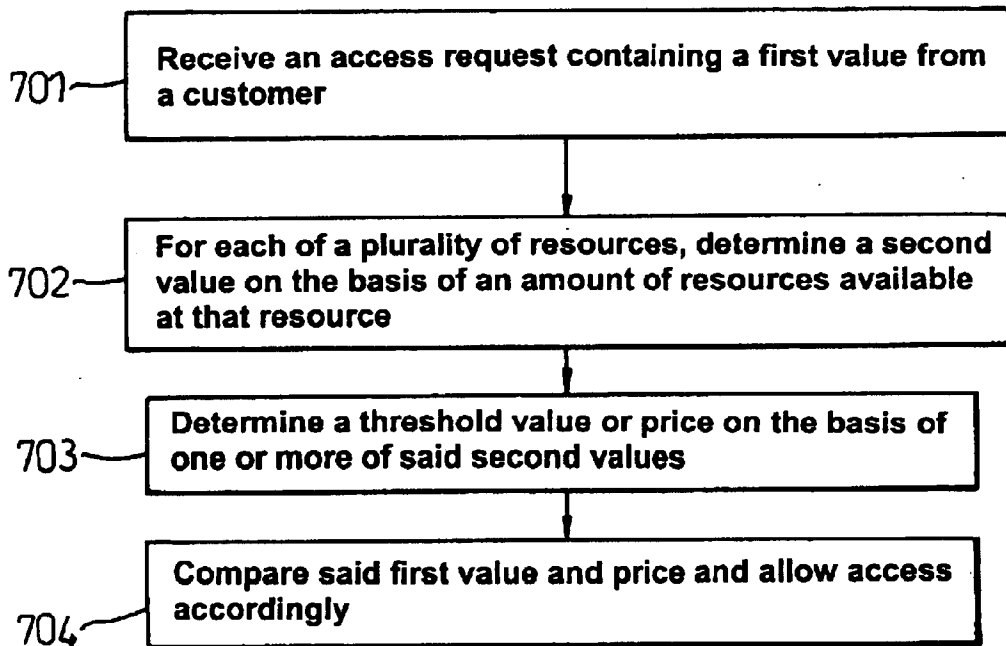 701
Receive an access request containing a first value from
a customer
702
For each of a plurality of resources, determine a second
value on the basis of an amount of resources available
at that resource
703
Determine a threshold value or price on the basis of
one or more of said second values
704
Compare said first value and price and allow access
accordingly